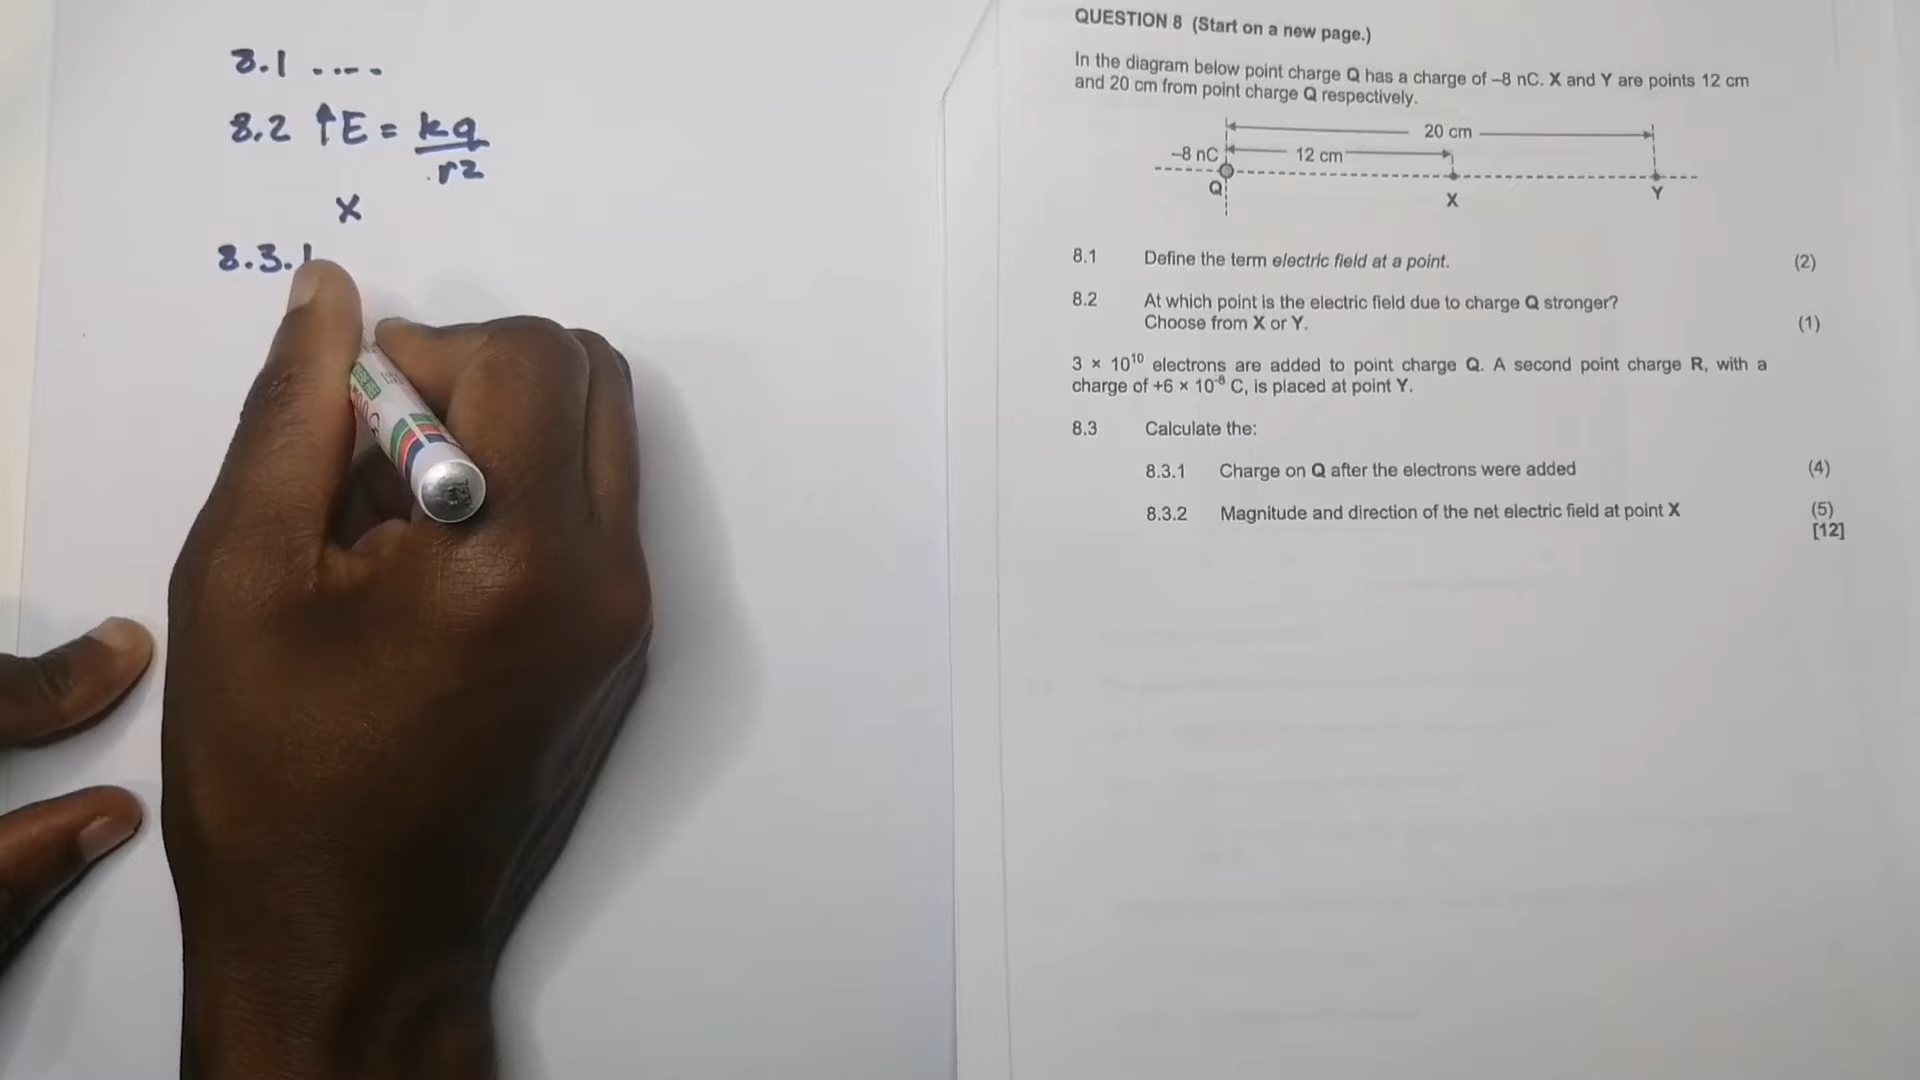 8.1 ....
8.2 ↑E = kq
r2
X
8.3.1
QUESTION 8 (Start on a new page.)
In the diagram below point charge Q has a charge of –8 nC. X and Y are points 12 cm
and 20 cm from point charge Q respectively.
20 cm
–8 nC
12 cm
Q
X
Y
8.1 Define the term electric field at a point. (2)
8.2 At which point is the electric field due to charge Q stronger?
Choose from X or Y. (1)
3 × 10¹⁰ electrons are added to point charge Q. A second point charge R, with a
charge of +6 × 10⁻⁸ C, is placed at point Y.
8.3 Calculate the:
8.3.1 Charge on Q after the electrons were added (4)
8.3.2 Magnitude and direction of the net electric field at point X (5)
[12]